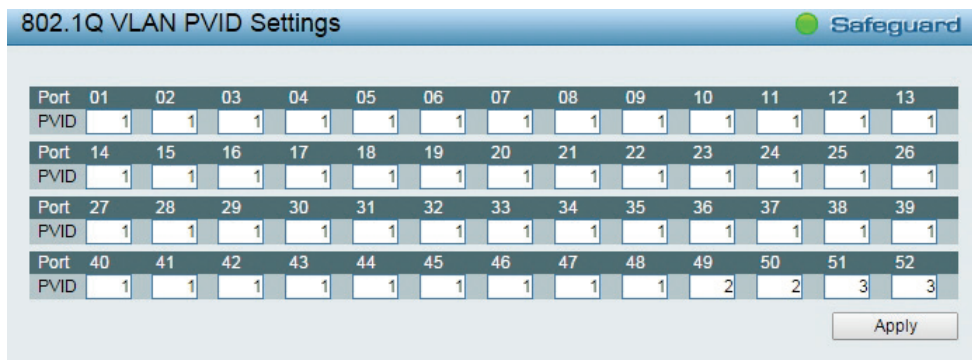 802.1Q VLAN PVID Settings Safeguard
Port 01 02 03 04 05 06 07 08 09 10 11 12 13
PVID 1 1 1 1 1 1 1 1 1 1 1 1 1
Port 14 15 16 17 18 19 20 21 22 23 24 25 26
PVID 1 1 1 1 1 1 1 1 1 1 1 1 1
Port 27 28 29 30 31 32 33 34 35 36 37 38 39
PVID 1 1 1 1 1 1 1 1 1 1 1 1 1
Port 40 41 42 43 44 45 46 47 48 49 50 51 52
PVID 1 1 1 1 1 1 1 1 1 2 2 3 3
Apply